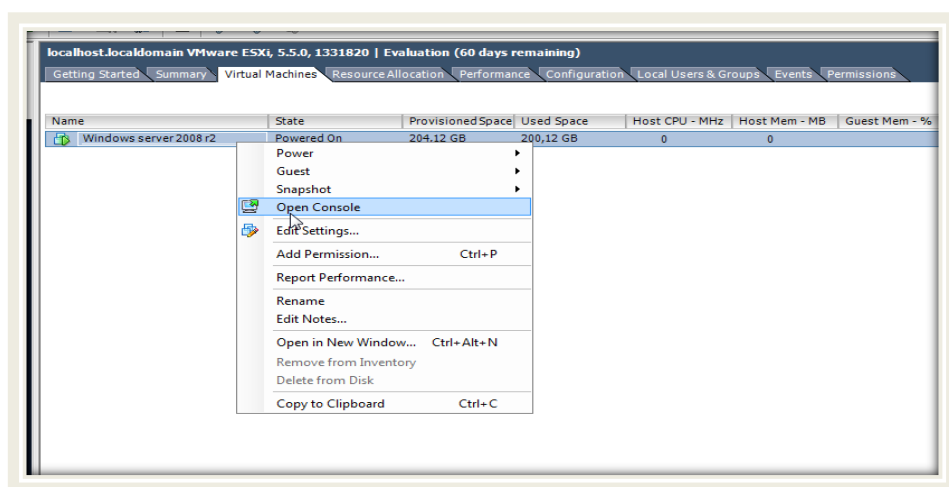 localhost.localdomain VMware ESXi, 5.5.0, 1331820 | Evaluation (60 days remaining)
Getting Started Summary Virtual Machines Resource Allocation Performance Configuration Local Users & Groups Events Permissions
Name State Provisioned Space Used Space Host CPU - MHz Host Mem - MB Guest Mem - %
Windows server 2008 r2 Powered On 204,12 GB 200,12 GB 0 0
Power
Guest
Snapshot
Open Console
Edit Settings...
Add Permission... Ctrl+P
Report Performance...
Rename
Edit Notes...
Open in New Window... Ctrl+Alt+N
Remove from Inventory
Delete from Disk
Copy to Clipboard Ctrl+C